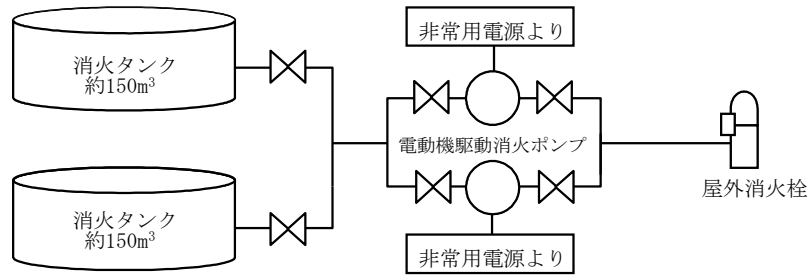 非常用電源より
消火タンク
約150m³
電動機駆動消火ポンプ
屋外消火栓
消火タンク
約150m³
非常用電源より